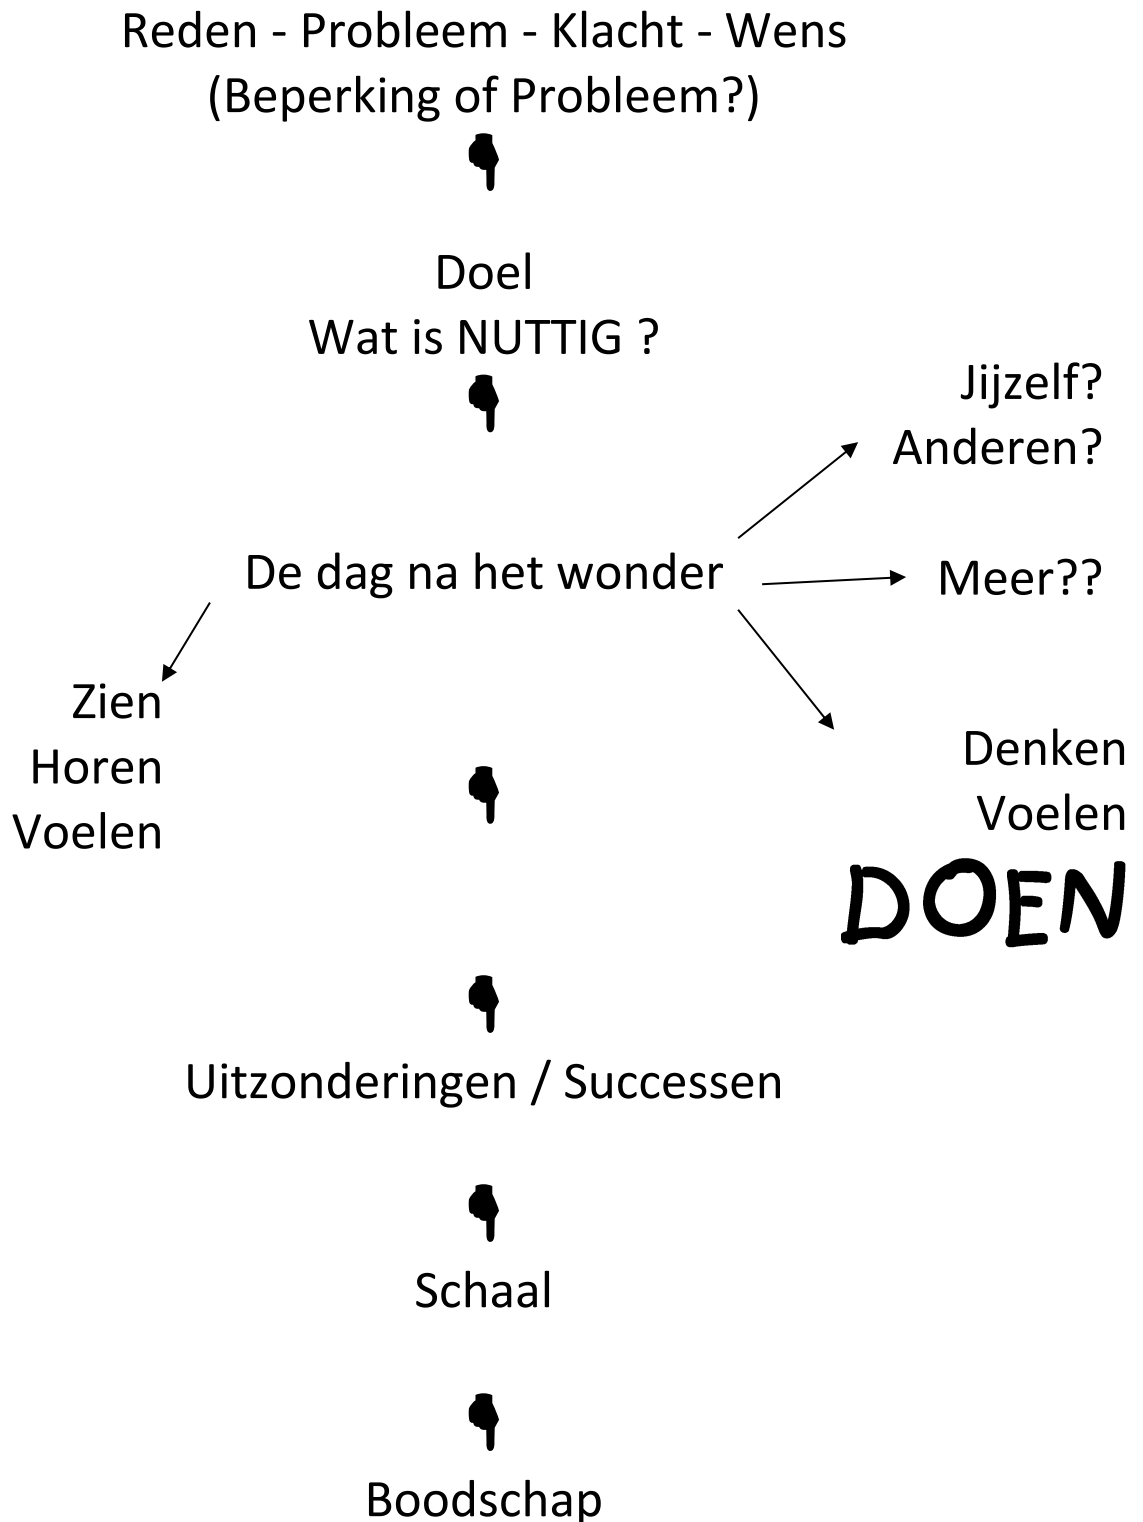 Reden - Probleem - Klacht - Wens
(Beperking of Probleem?)
Doel
Wat is NUTTIG ?
Jijzelf?
Anderen?
De dag na het wonder
Meer??
Zien
Horen
Voelen
Denken
Voelen
DOEN
Uitzonderingen / Successen
Schaal
Boodschap